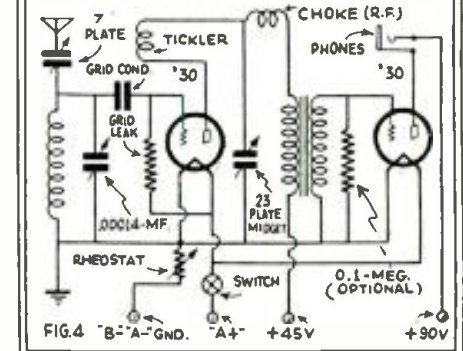 7
PLATE
TICKLER
CHOKE (R.F.)
PHONES
GRID COND.
'30
'30
GRID
LEAK
.00014-MF.
23
PLATE
MIDGET
RHEOSTAT
SWITCH
0.1-MEG.
(OPTIONAL)
FIG.4 "B-"A-"GND. "A+" +45V +90V